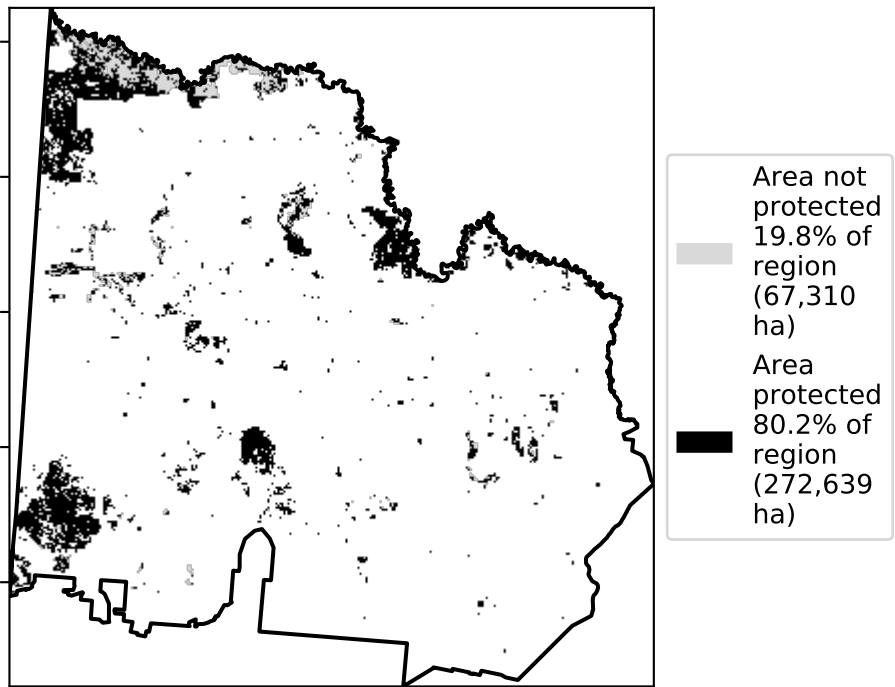 Area not
protected
19.8% of
region
(67,310
ha)
Area
protected
80.2% of
region
(272,639
ha)